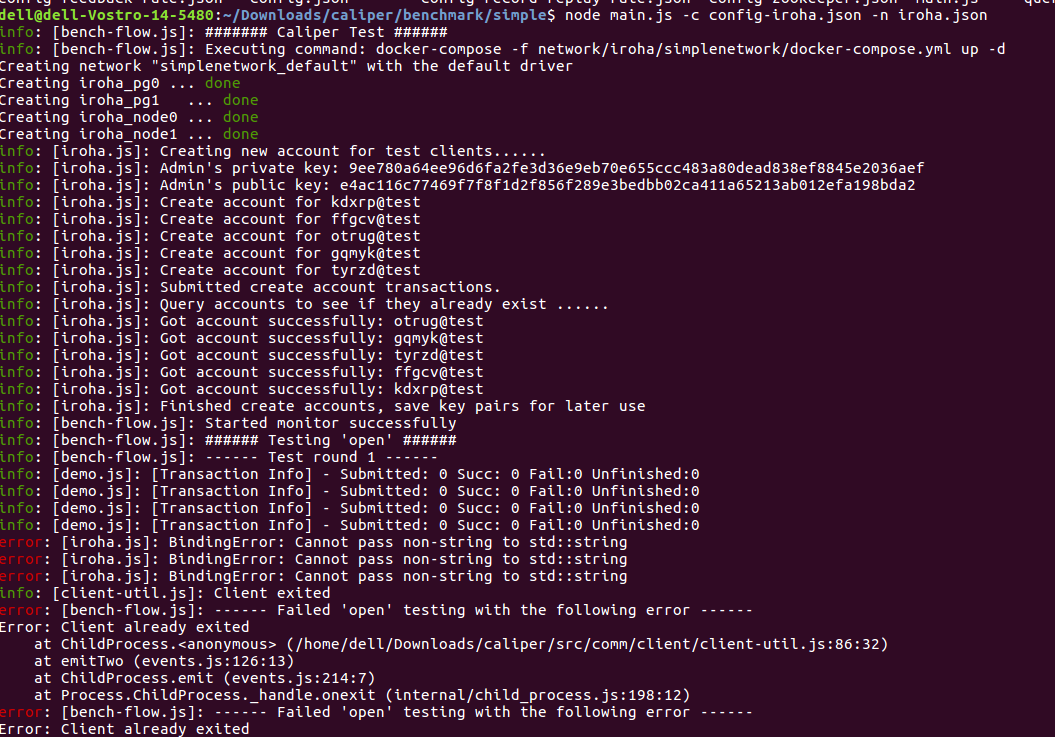 dell@dell-Vostro-14-5480:~/Downloads/caliper/benchmark/simple$ node main.js -c config-iroha.json -n iroha.json
info: [bench-flow.js]: ####### Caliper Test ######
info: [bench-flow.js]: Executing command: docker-compose -f network/iroha/simplenetwork/docker-compose.yml up -d
Creating network "simplenetwork_default" with the default driver
Creating iroha_pg0 ... done
Creating iroha_pg1   ... done
Creating iroha_node0 ... done
Creating iroha_node1 ... done
info: [iroha.js]: Creating new account for test clients......
info: [iroha.js]: Admin's private key: 9ee780a64ee96d6fa2fe3d36e9eb70e655ccc483a80dead838ef8845e2036aef
info: [iroha.js]: Admin's public key: e4ac116c77469f7f8f1d2f856f289e3bedbb02ca411a65213ab012efa198bda2
info: [iroha.js]: Create account for kdxrp@test
info: [iroha.js]: Create account for ffgcv@test
info: [iroha.js]: Create account for otrug@test
info: [iroha.js]: Create account for gqmyk@test
info: [iroha.js]: Create account for tyrzd@test
info: [iroha.js]: Submitted create account transactions.
info: [iroha.js]: Query accounts to see if they already exist ......
info: [iroha.js]: Got account successfully: otrug@test
info: [iroha.js]: Got account successfully: gqmyk@test
info: [iroha.js]: Got account successfully: tyrzd@test
info: [iroha.js]: Got account successfully: ffgcv@test
info: [iroha.js]: Got account successfully: kdxrp@test
info: [iroha.js]: Finished create accounts, save key pairs for later use
info: [bench-flow.js]: Started monitor successfully
info: [bench-flow.js]: ###### Testing 'open' ######
info: [bench-flow.js]: ------ Test round 1 ------
info: [demo.js]: [Transaction Info] - Submitted: 0 Succ: 0 Fail:0 Unfinished:0
info: [demo.js]: [Transaction Info] - Submitted: 0 Succ: 0 Fail:0 Unfinished:0
info: [demo.js]: [Transaction Info] - Submitted: 0 Succ: 0 Fail:0 Unfinished:0
info: [demo.js]: [Transaction Info] - Submitted: 0 Succ: 0 Fail:0 Unfinished:0
error: [iroha.js]: BindingError: Cannot pass non-string to std::string
error: [iroha.js]: BindingError: Cannot pass non-string to std::string
error: [iroha.js]: BindingError: Cannot pass non-string to std::string
info: [client-util.js]: Client exited
error: [bench-flow.js]: ------ Failed 'open' testing with the following error ------
Error: Client already exited
    at ChildProcess.<anonymous> (/home/dell/Downloads/caliper/src/comm/client/client-util.js:86:32)
    at emitTwo (events.js:126:13)
    at ChildProcess.emit (events.js:214:7)
    at Process.ChildProcess._handle.onexit (internal/child_process.js:198:12)
error: [bench-flow.js]: ------ Failed 'open' testing with the following error ------
Error: Client already exited